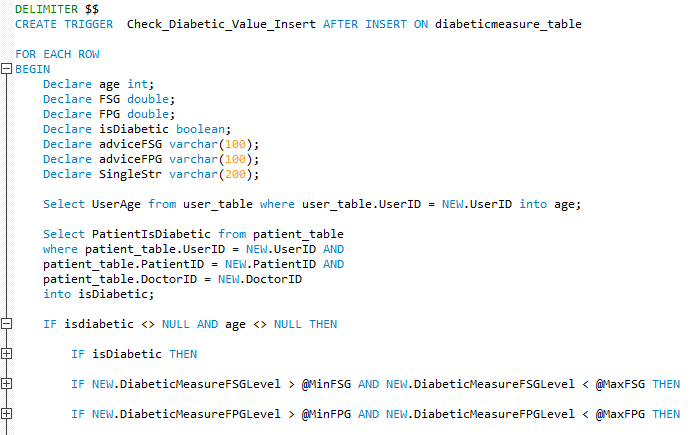 DELIMITER $$
CREATE TRIGGER  Check_Diabetic_Value_Insert AFTER INSERT ON diabeticmeasure_table
FOR EACH ROW
BEGIN
Declare age int;
Declare FSG double;
Declare FPG double;
Declare isDiabetic boolean;
Declare adviceFSG varchar(100);
Declare adviceFPG varchar(100);
Declare SingleStr varchar(200);
Select UserAge from user_table where user_table.UserID = NEW.UserID into age;
Select PatientIsDiabetic from patient_table
where patient_table.UserID = NEW.UserID AND
patient_table.PatientID = NEW.PatientID AND
patient_table.DoctorID = NEW.DoctorID
into isDiabetic;
IF isdiabetic <> NULL AND age <> NULL THEN
IF isDiabetic THEN
IF NEW.DiabeticMeasureFSGLevel > @MinFSG AND NEW.DiabeticMeasureFSGLevel < @MaxFSG THEN
IF NEW.DiabeticMeasureFPGLevel > @MinFPG AND NEW.DiabeticMeasureFPGLevel < @MaxFPG THEN